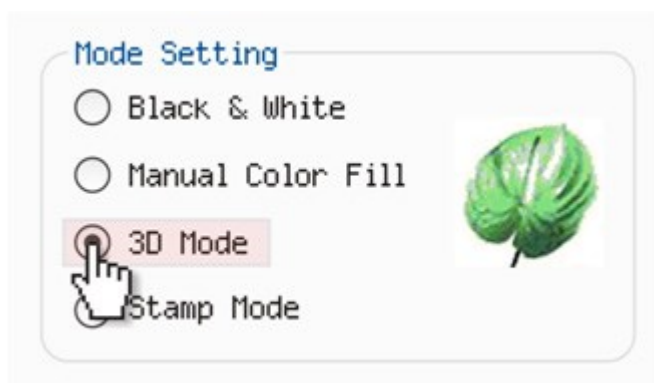 Mode Setting
Black & White
Manual Color Fill
3D Mode
Stamp Mode